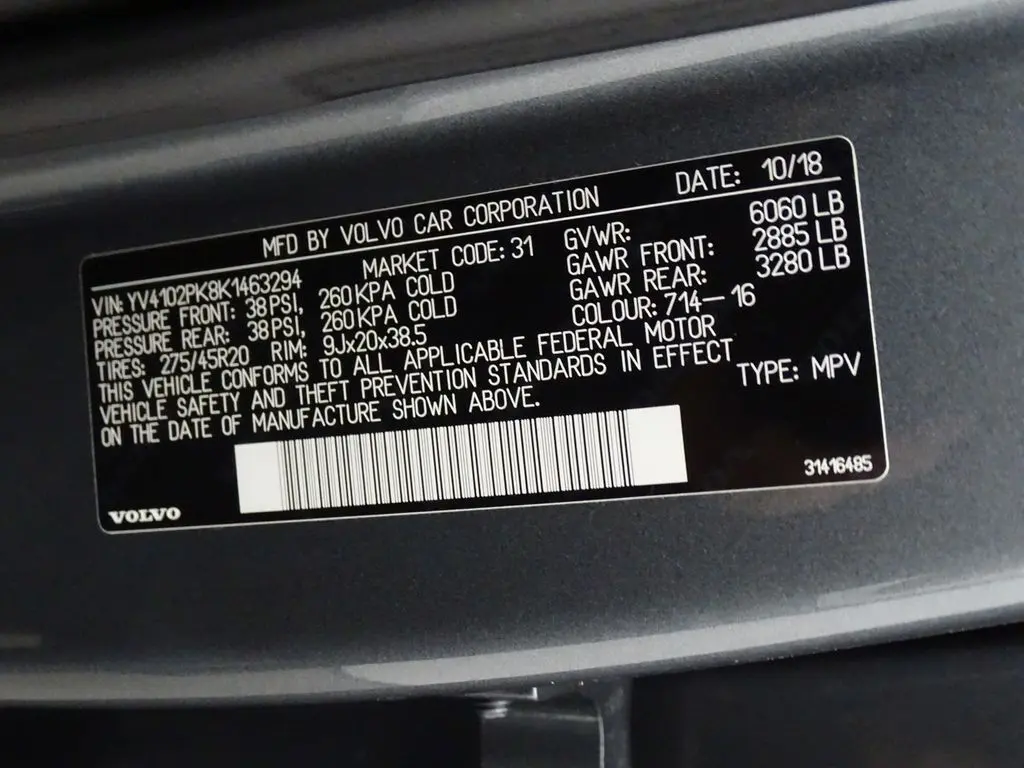 MFD BY VOLVO CAR CORPORATION DATE: 10/18
VIN: YV4102PK8K1463294 MARKET CODE: 31 GVWR: 6060 LB
PRESSURE FRONT: 38PSI, 260KPA COLD GAWR FRONT: 2885 LB
PRESSURE REAR: 38PSI, 260KPA COLD GAWR REAR: 3280 LB
TIRES: 275/45R20 RIM: 9Jx20x38.5 COLOUR: 714-16
THIS VEHICLE CONFORMS TO ALL APPLICABLE FEDERAL MOTOR
VEHICLE SAFETY AND THEFT PREVENTION STANDARDS IN EFFECT
ON THE DATE OF MANUFACTURE SHOWN ABOVE. TYPE: MPV
31416485
VOLVO